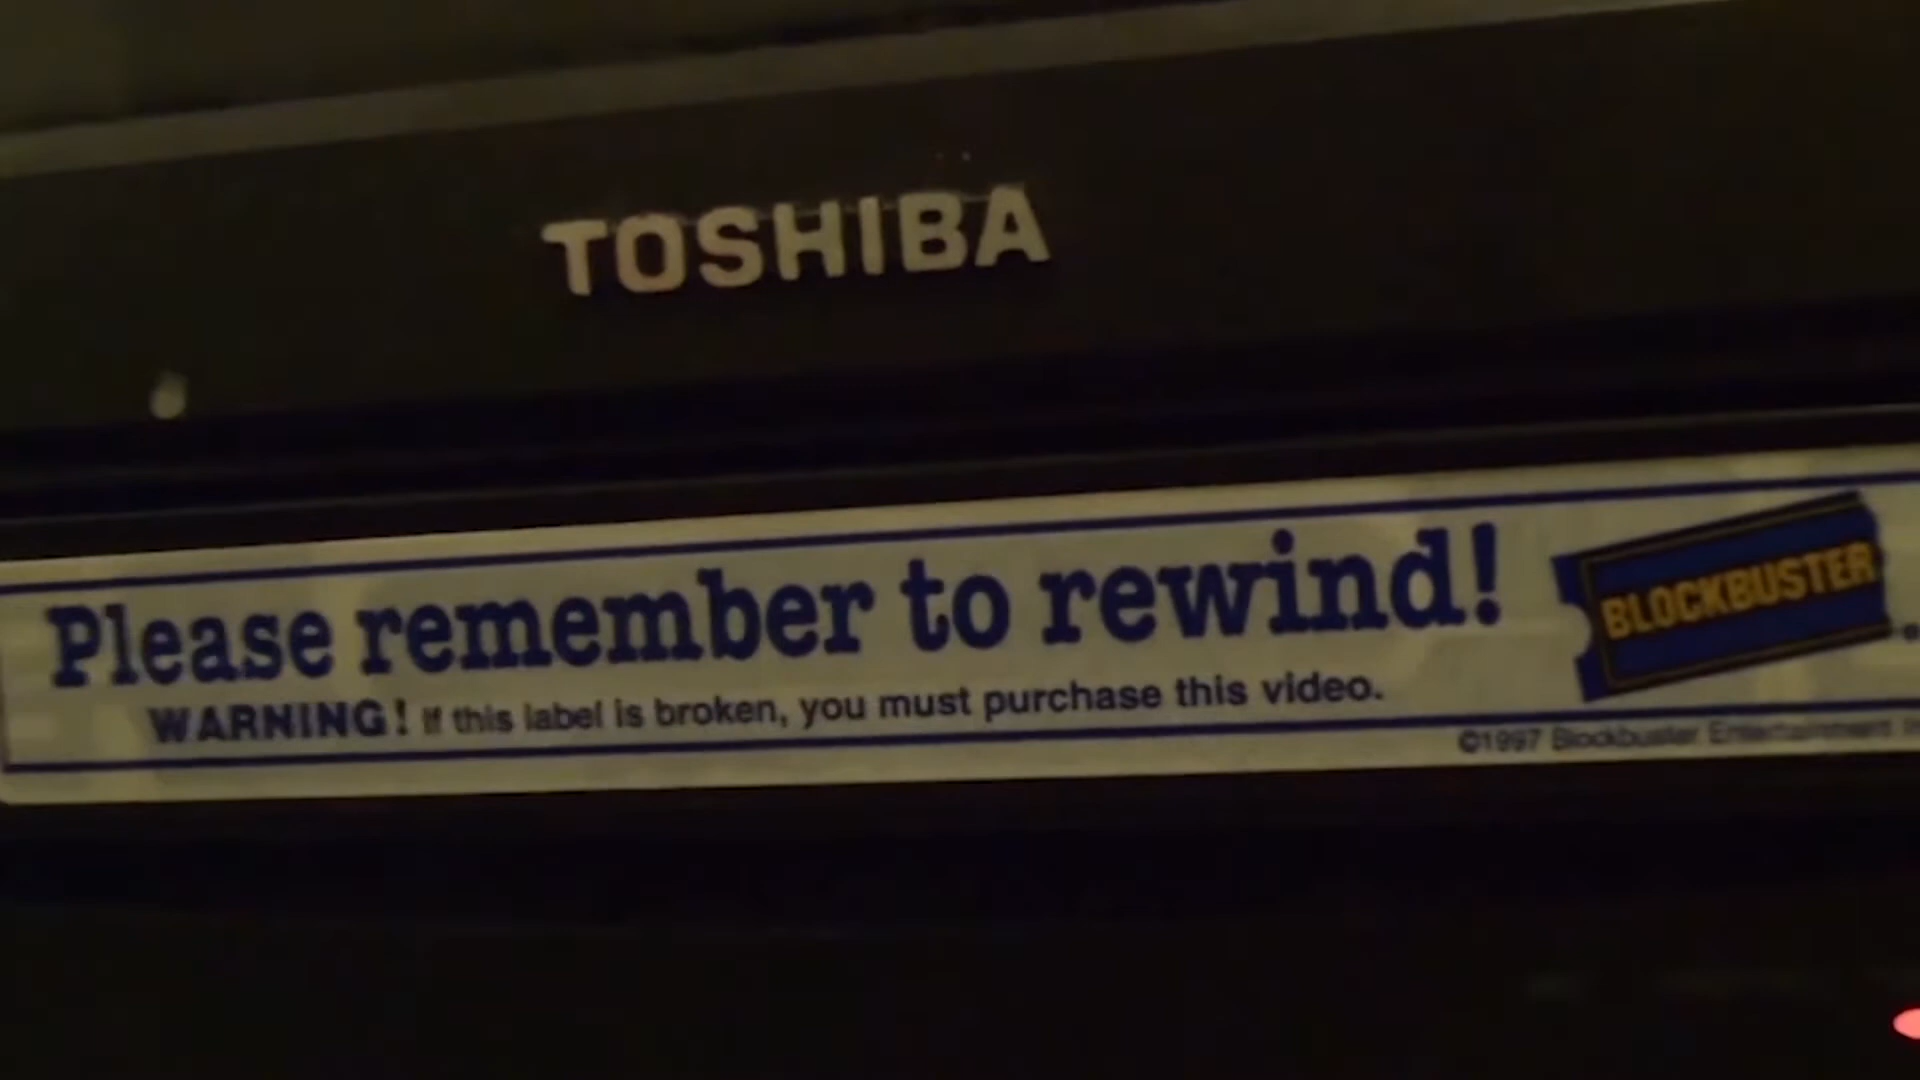 TOSHIBA
Please remember to rewind!
BLOCKBUSTER
WARNING! If this label is broken, you must purchase this video.
©1997 Blockbuster Entertainment